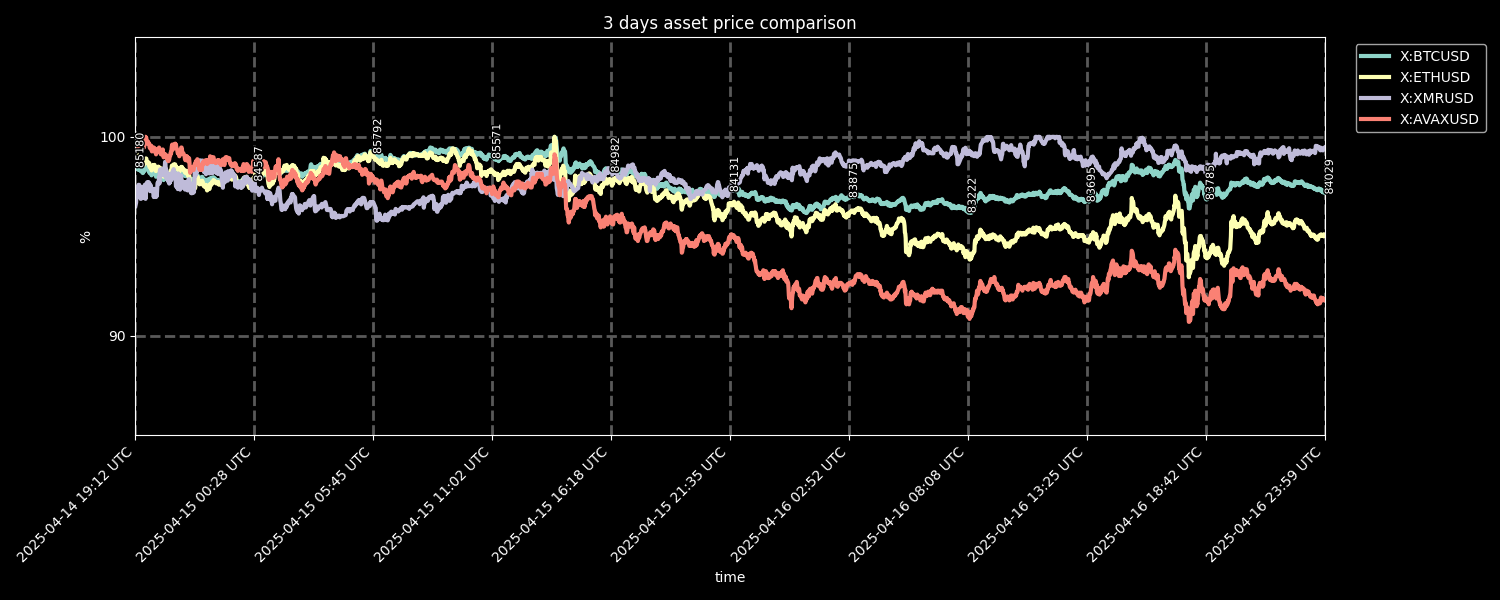 3 days asset price comparison
X:BTCUSD
X:ETHUSD
X:XMRUSD
X:AVAXUSD
%
100
90
85180
84587
85792
85571
84982
84131
83875
83222
83695
83785
84029
2025-04-14 19:12 UTC
2025-04-15 00:28 UTC
2025-04-15 05:45 UTC
2025-04-15 11:02 UTC
2025-04-15 16:18 UTC
2025-04-15 21:35 UTC
2025-04-16 02:52 UTC
2025-04-16 08:08 UTC
2025-04-16 13:25 UTC
2025-04-16 18:42 UTC
2025-04-16 23:59 UTC
time